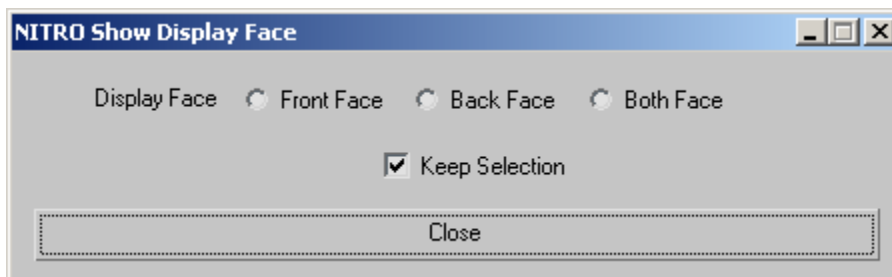 NITRO Show Display Face
Display Face Front Face Back Face Both Face
Keep Selection
Close